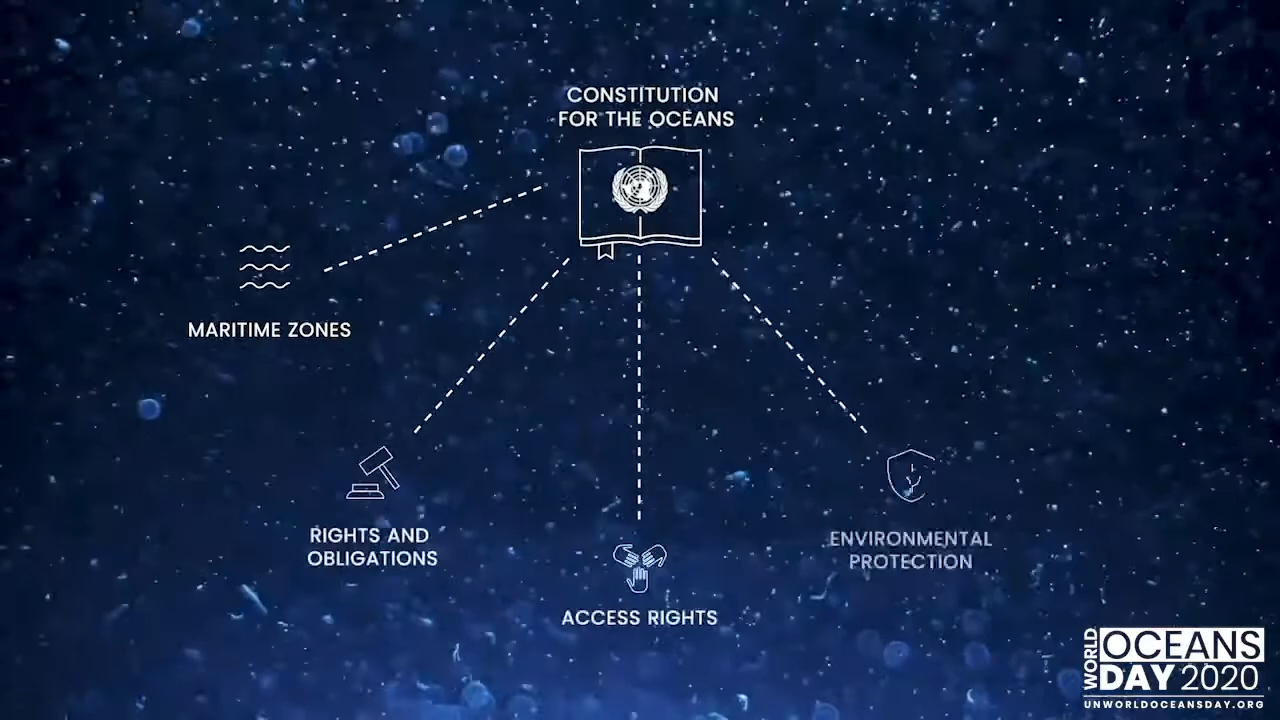 CONSTITUTION
FOR THE OCEANS
MARITIME ZONES
RIGHTS AND
OBLIGATIONS
ACCESS RIGHTS
ENVIRONMENTAL
PROTECTION
WORLD
OCEANS
DAY 2020
UNWORLDOCEANSDAY.ORG